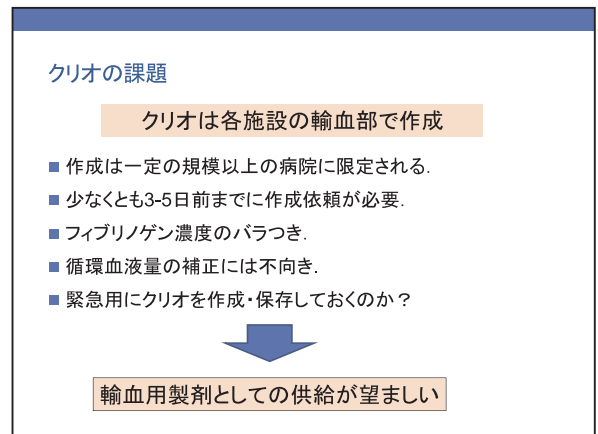 クリオの課題
クリオは各施設の輸血部で作成
■ 作成は一定の規模以上の病院に限定される.
■ 少なくとも3-5日前までに作成依頼が必要.
■ フィブリノゲン濃度のバラつき.
■ 循環血液量の補正には不向き.
■ 緊急用にクリオを作成・保存しておくのか？
輸血用製剤としての供給が望ましい